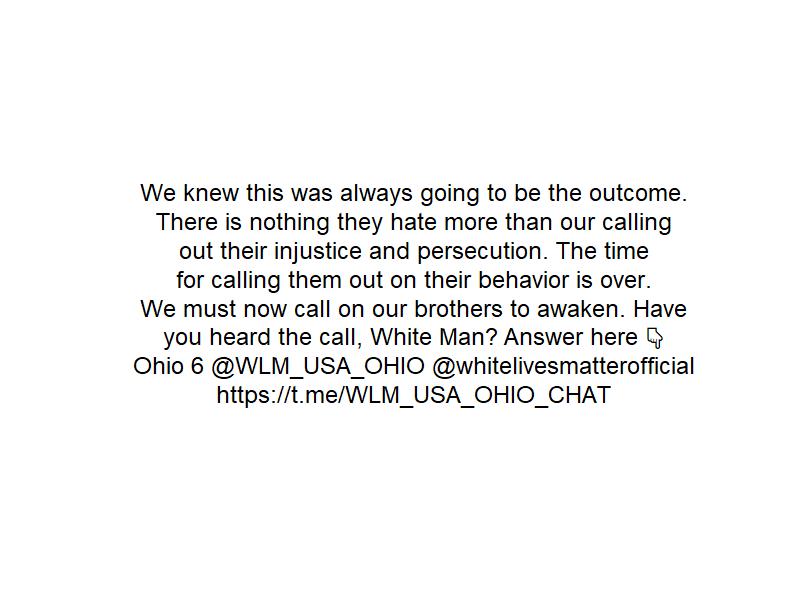 We knew this was always going to be the outcome.
There is nothing they hate more than our calling
out their injustice and persecution. The time
for calling them out on their behavior is over.
We must now call on our brothers to awaken. Have
you heard the call, White Man? Answer here 👇
Ohio 6 @WLM_USA_OHIO @whitelivesmatterofficial
https://t.me/WLM_USA_OHIO_CHAT